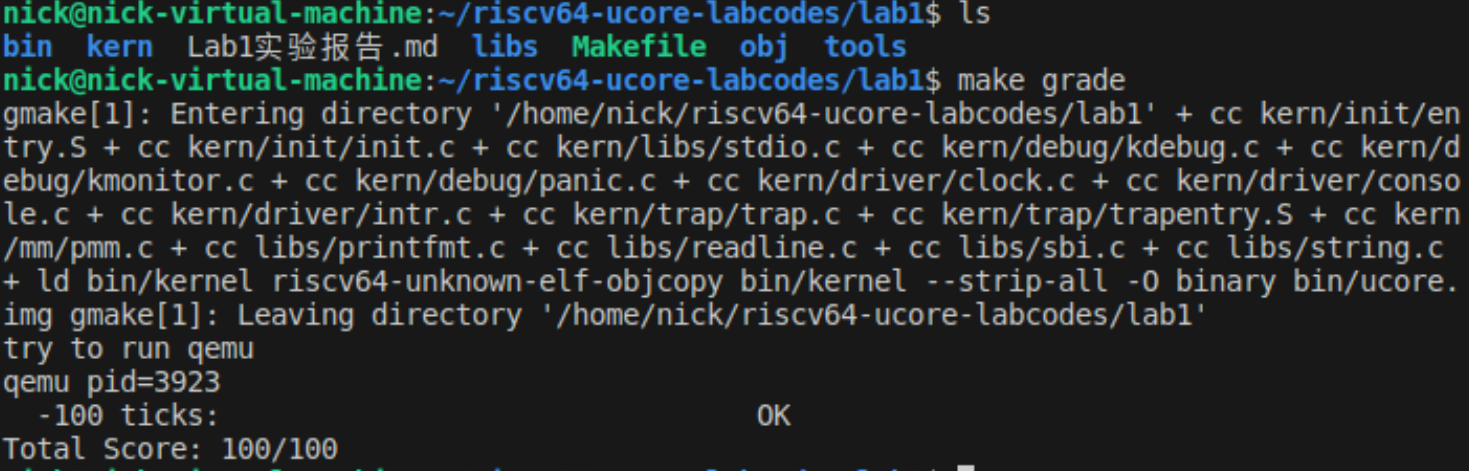 nick@nick-virtual-machine:~/riscv64-ucore-labcodes/lab1$ ls
bin kern Lab1实验报告.md libs Makefile obj tools
nick@nick-virtual-machine:~/riscv64-ucore-labcodes/lab1$ make grade
gmake[1]: Entering directory '/home/nick/riscv64-ucore-labcodes/lab1' + cc kern/init/en
try.S + cc kern/init/init.c + cc kern/libs/stdio.c + cc kern/debug/kdebug.c + cc kern/d
ebug/kmonitor.c + cc kern/debug/panic.c + cc kern/driver/clock.c + cc kern/driver/conso
le.c + cc kern/driver/intr.c + cc kern/trap/trap.c + cc kern/trap/trapentry.S + cc kern
/mm/pmm.c + cc libs/printfmt.c + cc libs/readline.c + cc libs/sbi.c + cc libs/string.c
+ ld bin/kernel riscv64-unknown-elf-objcopy bin/kernel --strip-all -O binary bin/ucore.
img gmake[1]: Leaving directory '/home/nick/riscv64-ucore-labcodes/lab1'
try to run qemu
qemu pid=3923
-100 ticks: OK
Total Score: 100/100